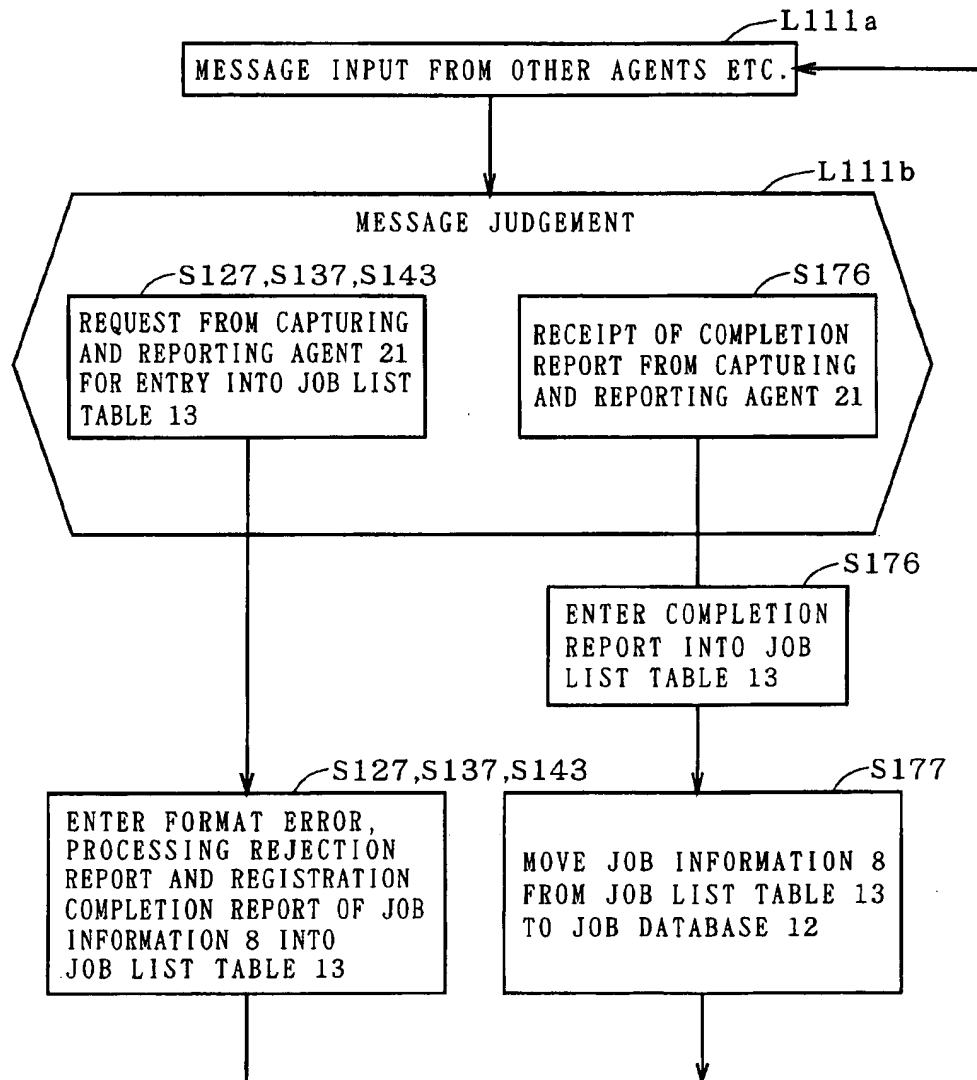 L111a
MESSAGE INPUT FROM OTHER AGENTS ETC.
L111b
MESSAGE JUDGEMENT
S127,S137,S143
REQUEST FROM CAPTURING
AND REPORTING AGENT 21
FOR ENTRY INTO JOB LIST
TABLE 13
S176
RECEIPT OF COMPLETION
REPORT FROM CAPTURING
AND REPORTING AGENT 21
S176
ENTER COMPLETION
REPORT INTO JOB
LIST TABLE 13
S127,S137,S143
ENTER FORMAT ERROR,
PROCESSING REJECTION
REPORT AND REGISTRATION
COMPLETION REPORT OF JOB
INFORMATION 8 INTO
JOB LIST TABLE 13
S177
MOVE JOB INFORMATION 8
FROM JOB LIST TABLE 13
TO JOB DATABASE 12